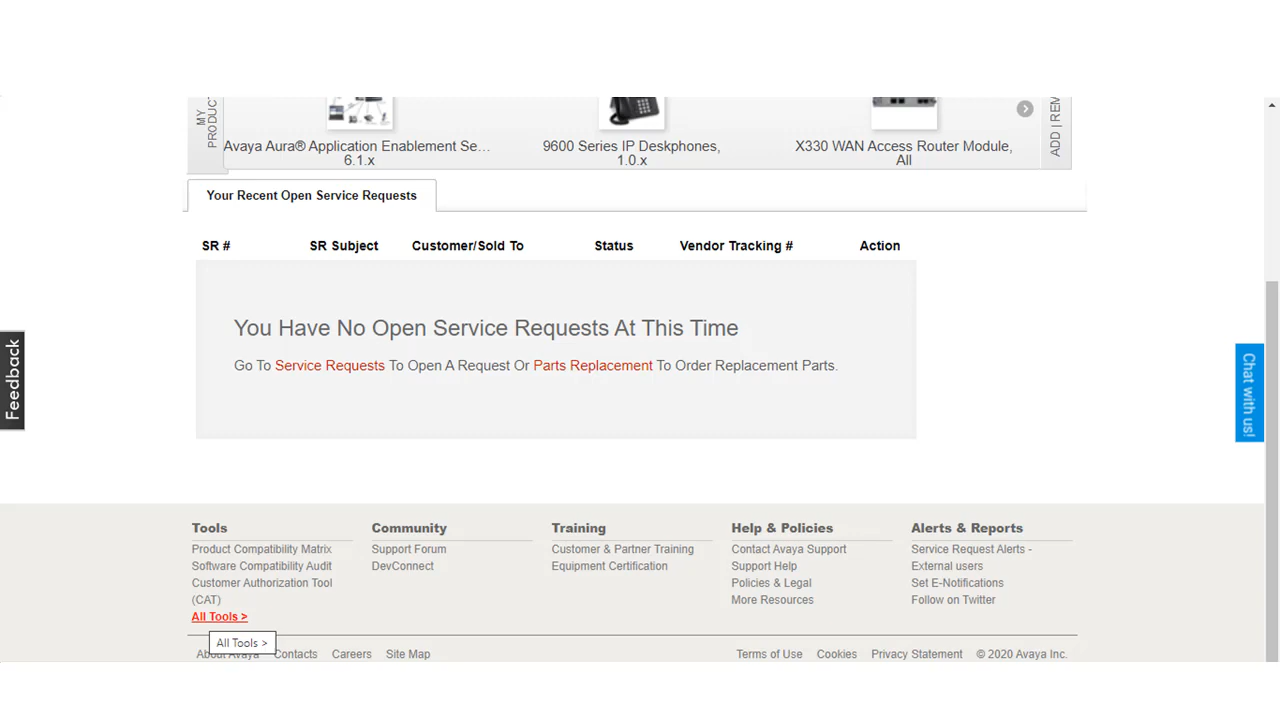 MY
PRODUCT
Avaya Aura® Application Enablement Se...
6.1.x
9600 Series IP Deskphones,
1.0.x
X330 WAN Access Router Module,
All
ADD | REM
Your Recent Open Service Requests
SR # SR Subject Customer/Sold To Status Vendor Tracking # Action
You Have No Open Service Requests At This Time
Go To Service Requests To Open A Request Or Parts Replacement To Order Replacement Parts.
Feedback
Chat with us!
Tools
Product Compatibility Matrix
Software Compatibility Audit
Customer Authorization Tool
(CAT)
All Tools >
All Tools >
Community
Support Forum
DevConnect
Training
Customer & Partner Training
Equipment Certification
Help & Policies
Contact Avaya Support
Support Help
Policies & Legal
More Resources
Alerts & Reports
Service Request Alerts -
External users
Set E-Notifications
Follow on Twitter
About Avaya Contacts Careers Site Map
Terms of Use Cookies Privacy Statement © 2020 Avaya Inc.